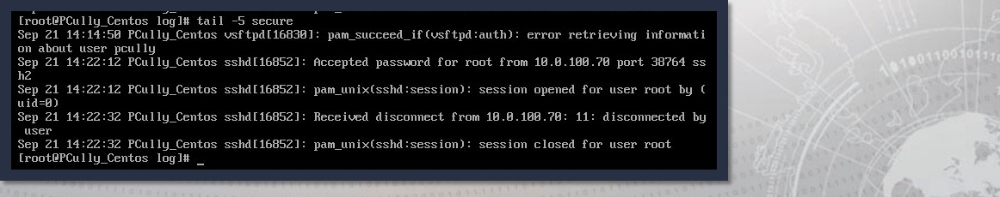 [root@PCully_Centos log]# tail -5 secure
Sep 21 14:14:50 PCully_Centos vsftpd[16830]: pam_succeed_if(vsftpd:auth): error retrieving informati
on about user pcully
Sep 21 14:22:12 PCully_Centos sshd[16852]: Accepted password for root from 10.0.100.70 port 38764 ss
h2
Sep 21 14:22:12 PCully_Centos sshd[16852]: pam_unix(sshd:session): session opened for user root by (
uid=0)
Sep 21 14:22:32 PCully_Centos sshd[16852]: Received disconnect from 10.0.100.70: 11: disconnected by
 user
Sep 21 14:22:32 PCully_Centos sshd[16852]: pam_unix(sshd:session): session closed for user root
[root@PCully_Centos log]# _